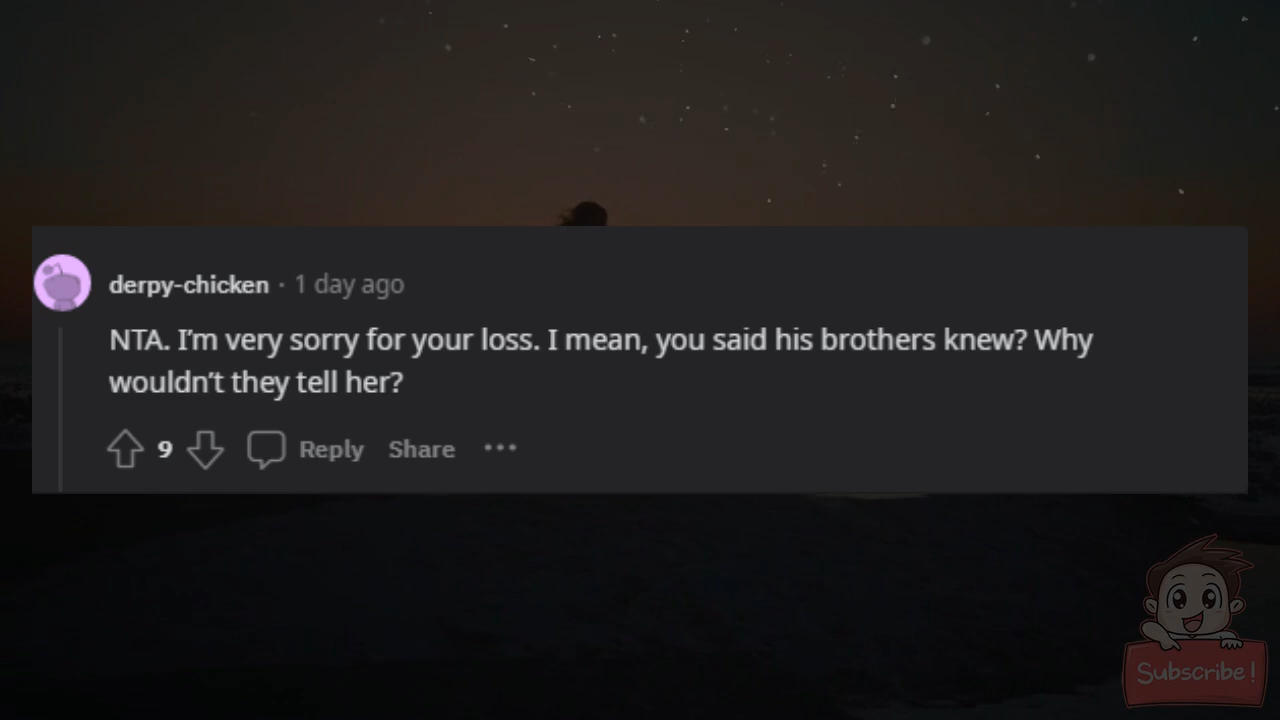 derpy-chicken · 1 day ago
NTA. I'm very sorry for your loss. I mean, you said his brothers knew? Why
wouldn't they tell her?
9 Reply Share ···
Subscribe!